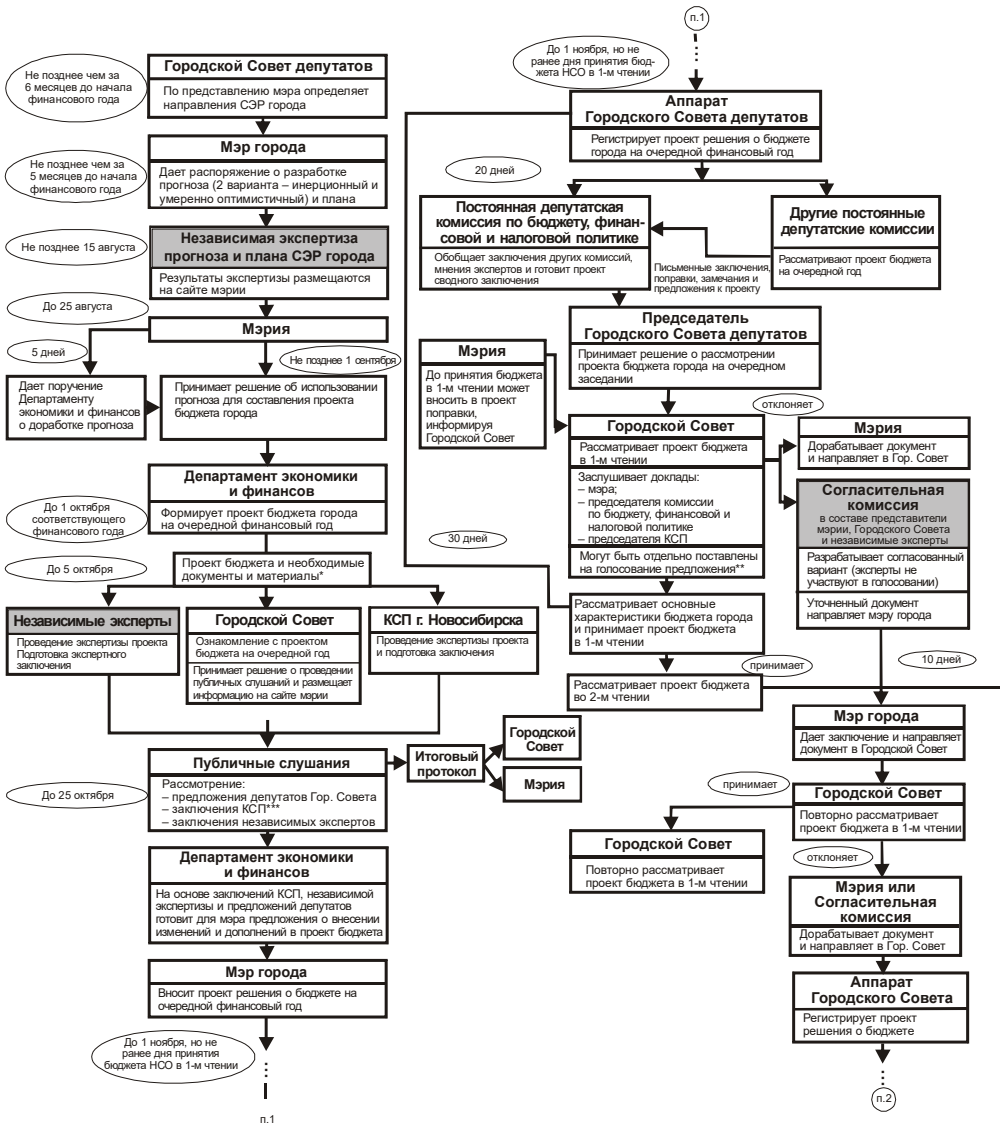 Не позднее чем за
6 месяцев до начала
финансового года
Городской Совет депутатов
По представлению мэра определяет
направления СЭР города
Не позднее чем за
5 месяцев до начала
финансового года
Мэр города
Дает распоряжение о разработке
прогноза (2 варианта – инерционный и
умеренно оптимистичный) и плана
Не позднее 15 августа
Независимая экспертиза
прогноза и плана СЭР города
Результаты экспертизы размещаются
на сайте мэрии
До 25 августа
Мэрия
5 дней
Не позднее 1 сентября
Дает поручение
Департаменту
экономики и финансов
о доработке прогноза
Принимает решение об использовании
прогноза для составления проекта
бюджета города
Департамент экономики
и финансов
Формирует проект бюджета города
на очередной финансовый год
До 1 октября
соответствующего
финансового года
До 5 октября
Проект бюджета и необходимые
документы и материалы*
Независимые эксперты
Проведение экспертизы проекта
Подготовка экспертного
заключения
Городской Совет
Ознакомление с проектом
бюджета на очередной год
Принимает решение о проведении
публичных слушаний и размещает
информацию на сайте мэрии
КСП г. Новосибирска
Проведение экспертизы проекта
и подготовка заключения
Публичные слушания
Рассмотрение:
– предложения депутатов Гор. Совета
– заключения КСП***
– заключения независимых экспертов
До 25 октября
Итоговый
протокол
Городской
Совет
Мэрия
Департамент экономики
и финансов
На основе заключений КСП, независимой
экспертизы и предложений депутатов
готовит для мэра предложения о внесении
изменений и дополнений в проект бюджета
Мэр города
Вносит проект решения о бюджете на
очередной финансовый год
До 1 ноября, но не
ранее дня принятия
бюджета НСО в 1-м чтении
п.1
п.1
До 1 ноября, но не
ранее дня принятия бюд-
жета НСО в 1-м чтении
Аппарат
Городского Совета депутатов
Регистрирует проект решения о бюджете
города на очередной финансовый год
20 дней
Постоянная депутатская
комиссия по бюджету, финан-
совой и налоговой политике
Обобщает заключения других комиссий,
мнения экспертов и готовит проект
сводного заключения
Другие постоянные
депутатские комиссии
Рассматривают проект бюджета
на очередной год
Письменные заключения,
поправки, замечания и
предложения к проекту
Председатель
Городского Совета депутатов
Принимает решение о рассмотрении
проекта бюджета города на очередном
заседании
Мэрия
До принятия бюджета
в 1-м чтении может
вносить в проект
поправки,
информируя
Городской Совет
отклоняет
Городской Совет
Рассматривает проект бюджета
в 1-м чтении
Заслушивает доклады:
– мэра;
– председателя комиссии
по бюджету, финансовой и
налоговой политике
– председателя КСП
Могут быть отдельно поставлены
на голосование предложения**
Рассматривает основные
характеристики бюджета города
и принимает проект бюджета
в 1-м чтении
30 дней
Мэрия
Дорабатывает документ
и направляет в Гор. Совет
Согласительная
комиссия
в составе представители
мэрии, Городского Совета
и независимые эксперты
Разрабатывает согласованный
вариант (эксперты не
участвуют в голосовании)
Уточненный документ
направляет мэру города
принимает
10 дней
Рассматривает проект бюджета
во 2-м чтении
Мэр города
Дает заключение и направляет
документ в Городской Совет
принимает
Городской Совет
Повторно рассматривает
проект бюджета в 1-м чтении
Городской Совет
Повторно рассматривает
проект бюджета в 1-м чтении
отклоняет
Мэрия или
Согласительная
комиссия
Дорабатывает документ
и направляет в Гор. Совет
Аппарат
Городского Совета
Регистрирует проект
решения о бюджете
п.2